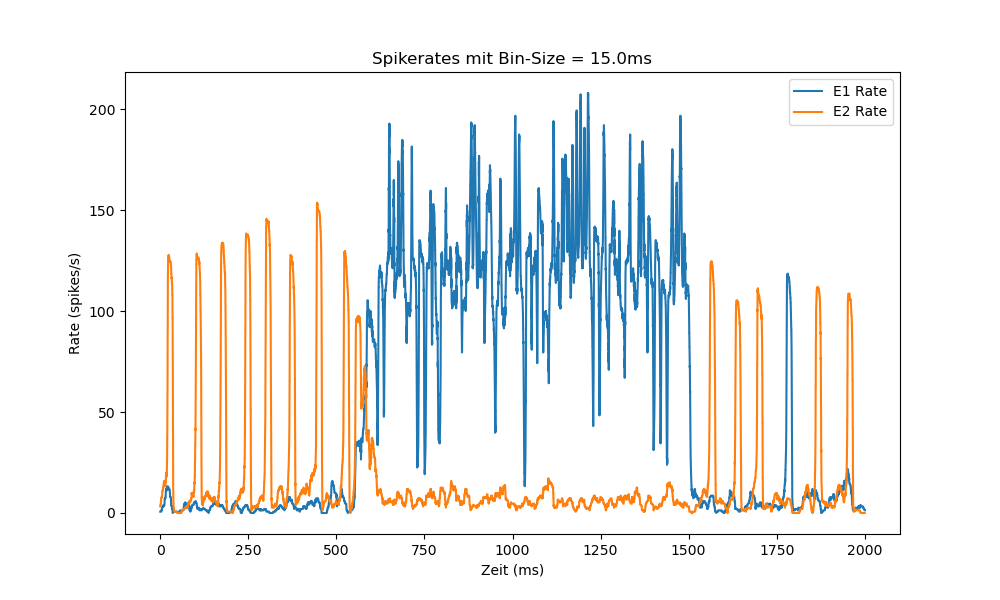 Spikerates mit Bin-Size = 15.0ms
E1 Rate
E2 Rate
Rate (spikes/s)
200
150
100
50
0
0 250 500 750 1000 1250 1500 1750 2000
Zeit (ms)